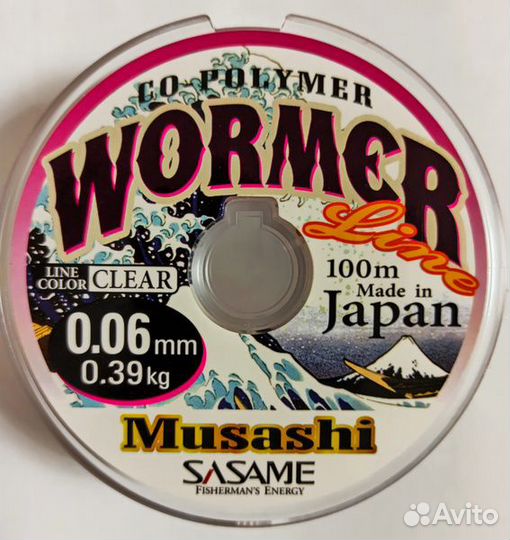 CO-POLYMER
WORMER
Line
LINE COLOR CLEAR
100m
Made in
Japan
0.06mm
0.39kg
Musashi
SASAME
FISHERMAN'S ENERGY
Avito